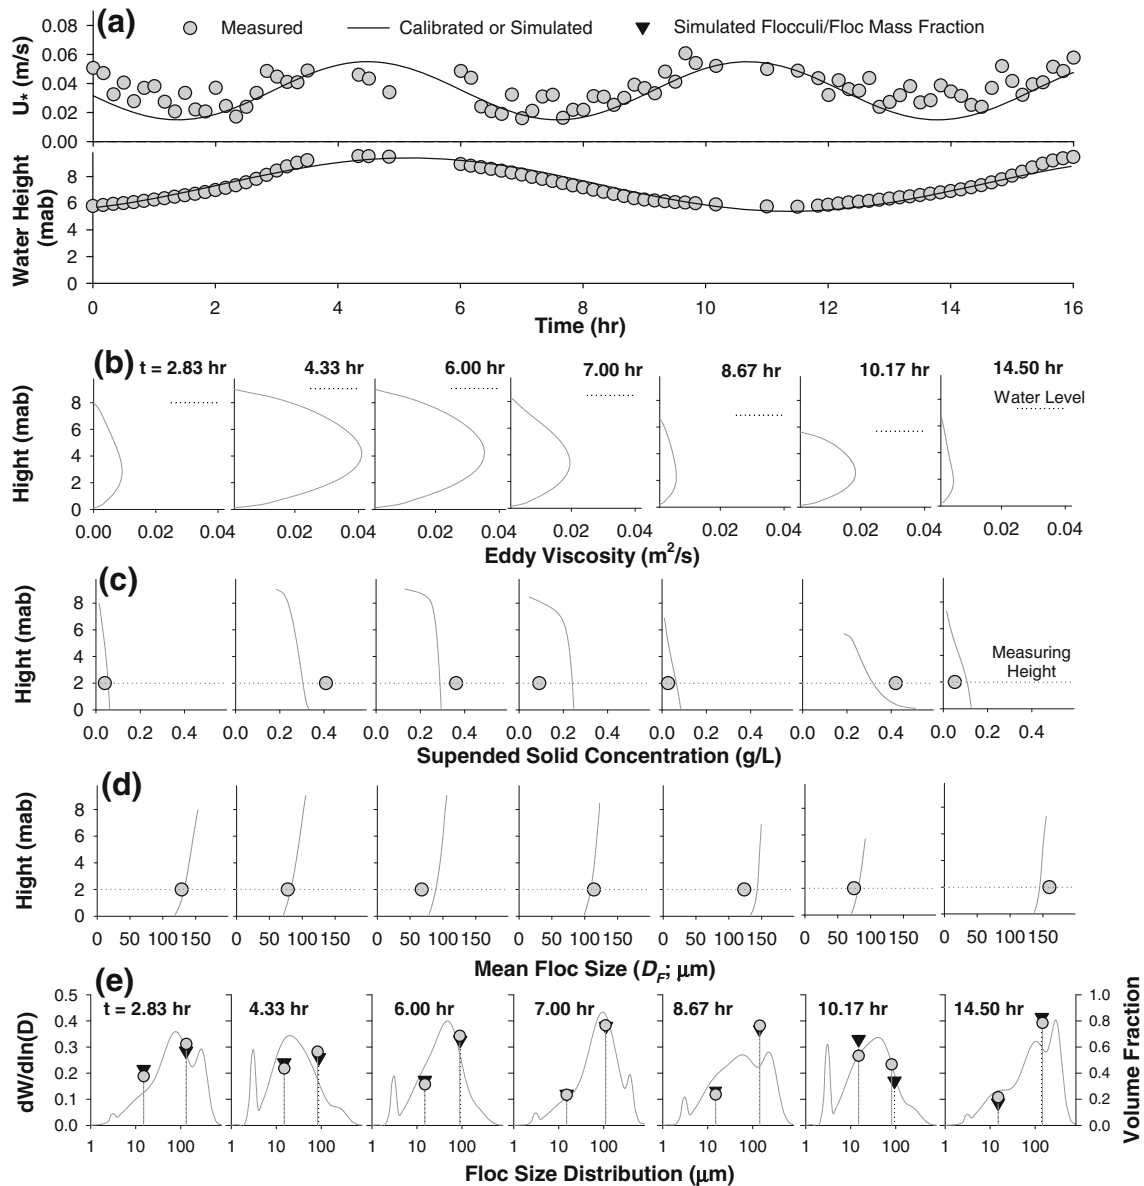 (a)
Measured
Calibrated or Simulated
Simulated Flocculi/Floc Mass Fraction
0.08
0.06
0.04
0.02
0.00
U* (m/s)
8
6
4
2
0
Water Height
(mab)
0 2 4 6 8 10 12 14 16
Time (hr)
(b)
t = 2.83 hr 4.33 hr 6.00 hr 7.00 hr 8.67 hr 10.17 hr 14.50 hr
Water Level
8
6
4
2
0
Hight (mab)
0.00 0.02 0.04 0.02 0.04 0.02 0.04 0.02 0.04 0.02 0.04 0.02 0.04 0.02 0.04
Eddy Viscosity (m²/s)
(c)
8
6
4
2
0
Hight (mab)
Measuring
Height
0.0 0.2 0.4 0.0 0.2 0.4 0.0 0.2 0.4 0.0 0.2 0.4 0.0 0.2 0.4 0.0 0.2 0.4 0.0 0.2 0.4
Supended Solid Concentration (g/L)
(d)
8
6
4
2
0
Hight (mab)
0 50 100 150 0 50 100 150 0 50 100 150 0 50 100 150 0 50 100 150 0 50 100 150 0 50 100 150
Mean Floc Size (D_F; µm)
(e)
t = 2.83 hr 4.33 hr 6.00 hr 7.00 hr 8.67 hr 10.17 hr 14.50 hr
0.5
0.4
0.3
0.2
0.1
0.0
dW/dln(D)
1.0
0.8
0.6
0.4
0.2
0.0
Volume Fraction
1 10 100 1 10 100 1 10 100 1 10 100 1 10 100 1 10 100 1 10 100
Floc Size Distribution (µm)